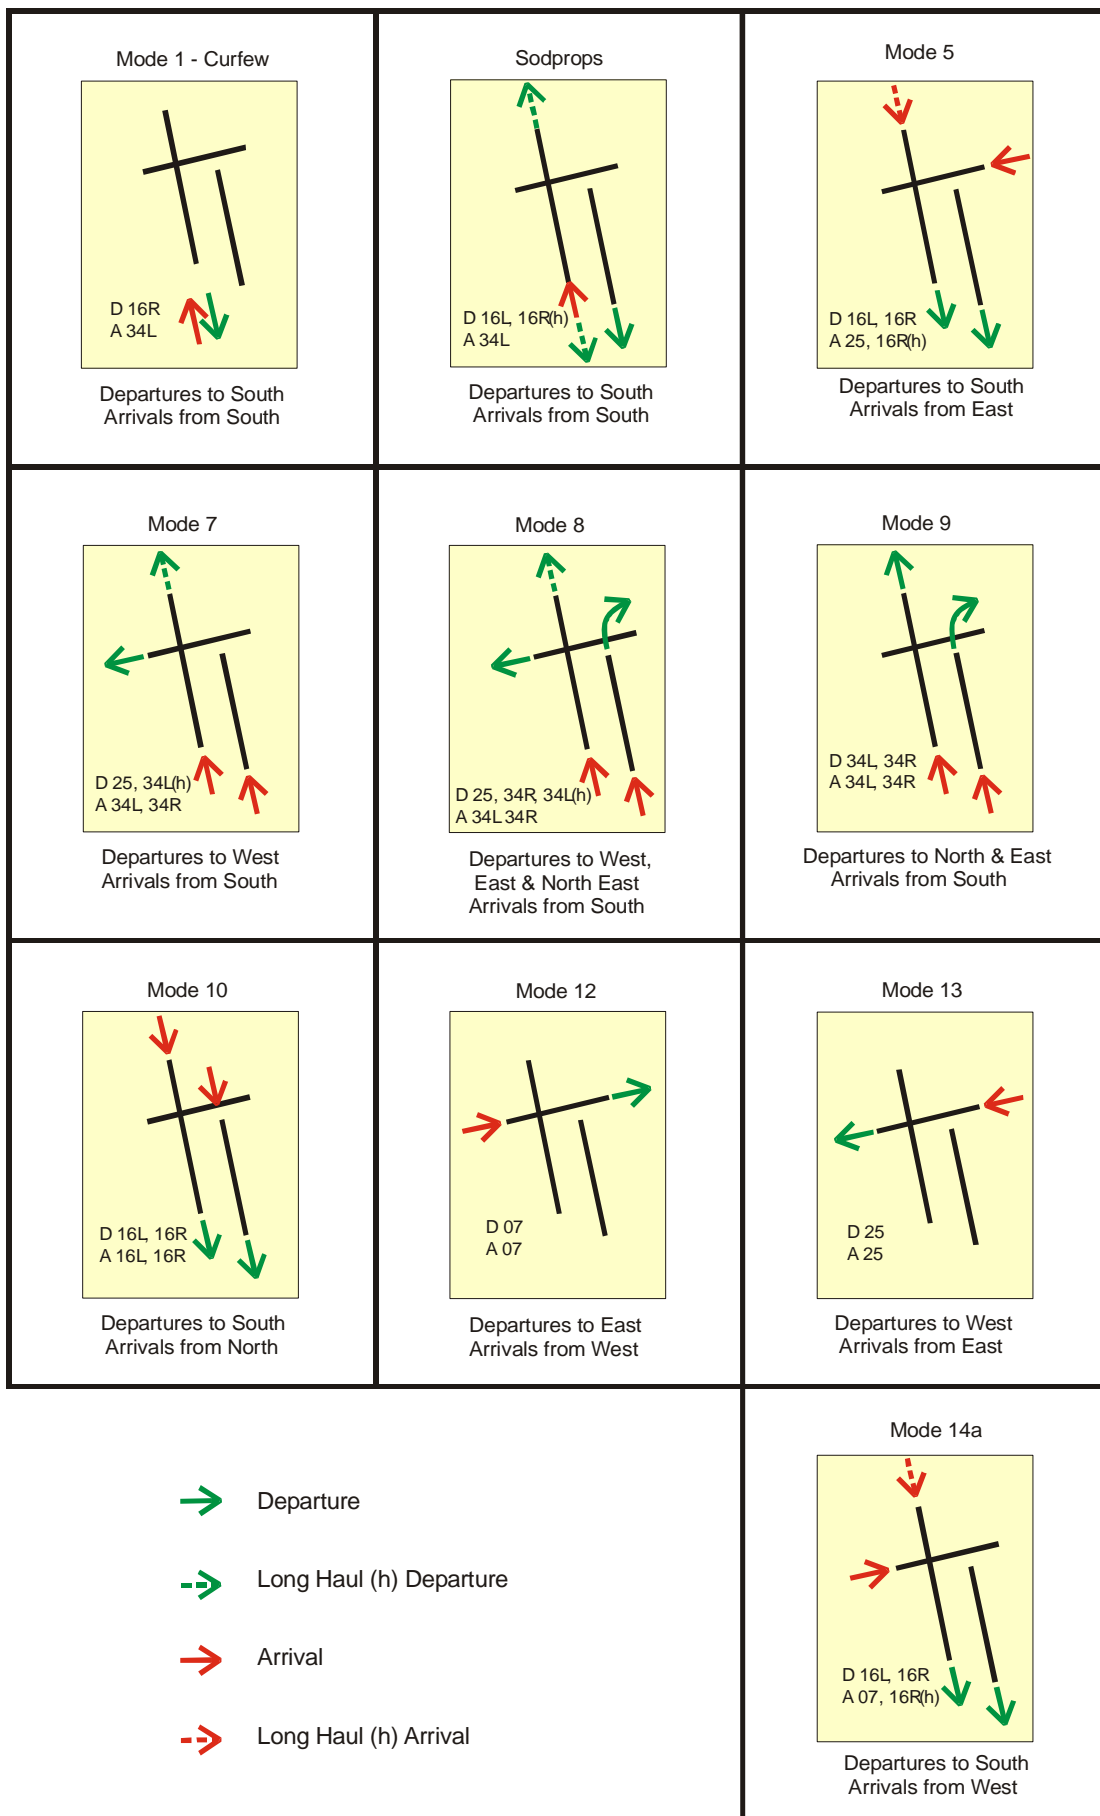 Mode 1 - Curfew
D 16R
A 34L
Departures to South
Arrivals from South
Sodprops
D 16L, 16R(h)
A 34L
Departures to South
Arrivals from South
Mode 5
D 16L, 16R
A 25, 16R(h)
Departures to South
Arrivals from East
Mode 7
D 25, 34L(h)
A 34L, 34R
Departures to West
Arrivals from South
Mode 8
D 25, 34R, 34L(h)
A 34L 34R
Departures to West,
East & North East
Arrivals from South
Mode 9
D 34L, 34R
A 34L, 34R
Departures to North & East
Arrivals from South
Mode 10
D 16L, 16R
A 16L, 16R
Departures to South
Arrivals from North
Mode 12
D 07
A 07
Departures to East
Arrivals from West
Mode 13
D 25
A 25
Departures to West
Arrivals from East
Departure
Long Haul (h) Departure
Arrival
Long Haul (h) Arrival
Mode 14a
D 16L, 16R
A 07, 16R(h)
Departures to South
Arrivals from West